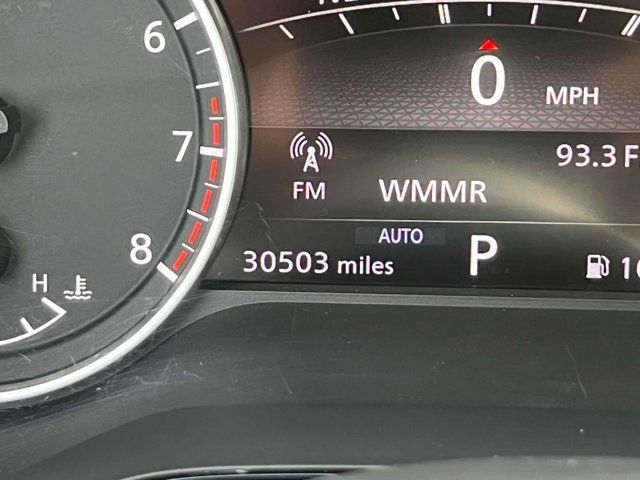 6
7
8
H
0
MPH
93.3 F
FM
WMMR
AUTO
30503 miles
P